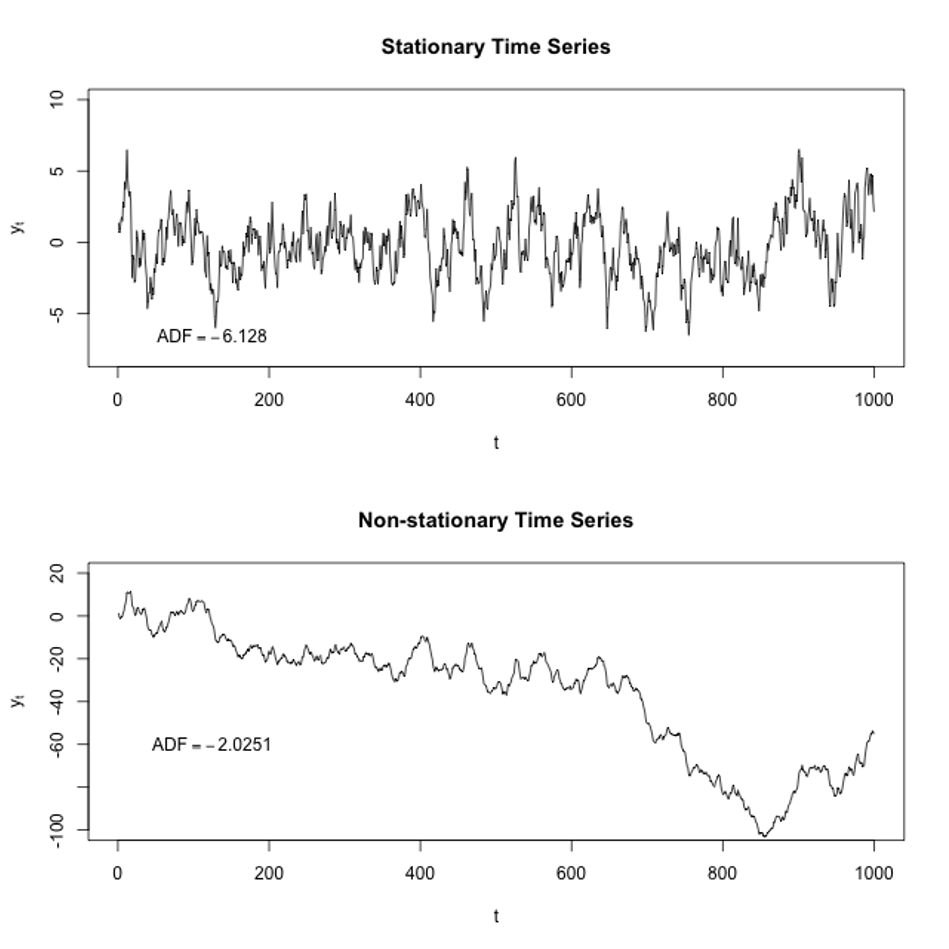 Stationary Time Series
10
5
0
-5
yt
ADF = −6.128
0 200 400 600 800 1000
t
Non-stationary Time Series
20
0
-20
-40
-60
-100
yt
ADF = −2.0251
0 200 400 600 800 1000
t